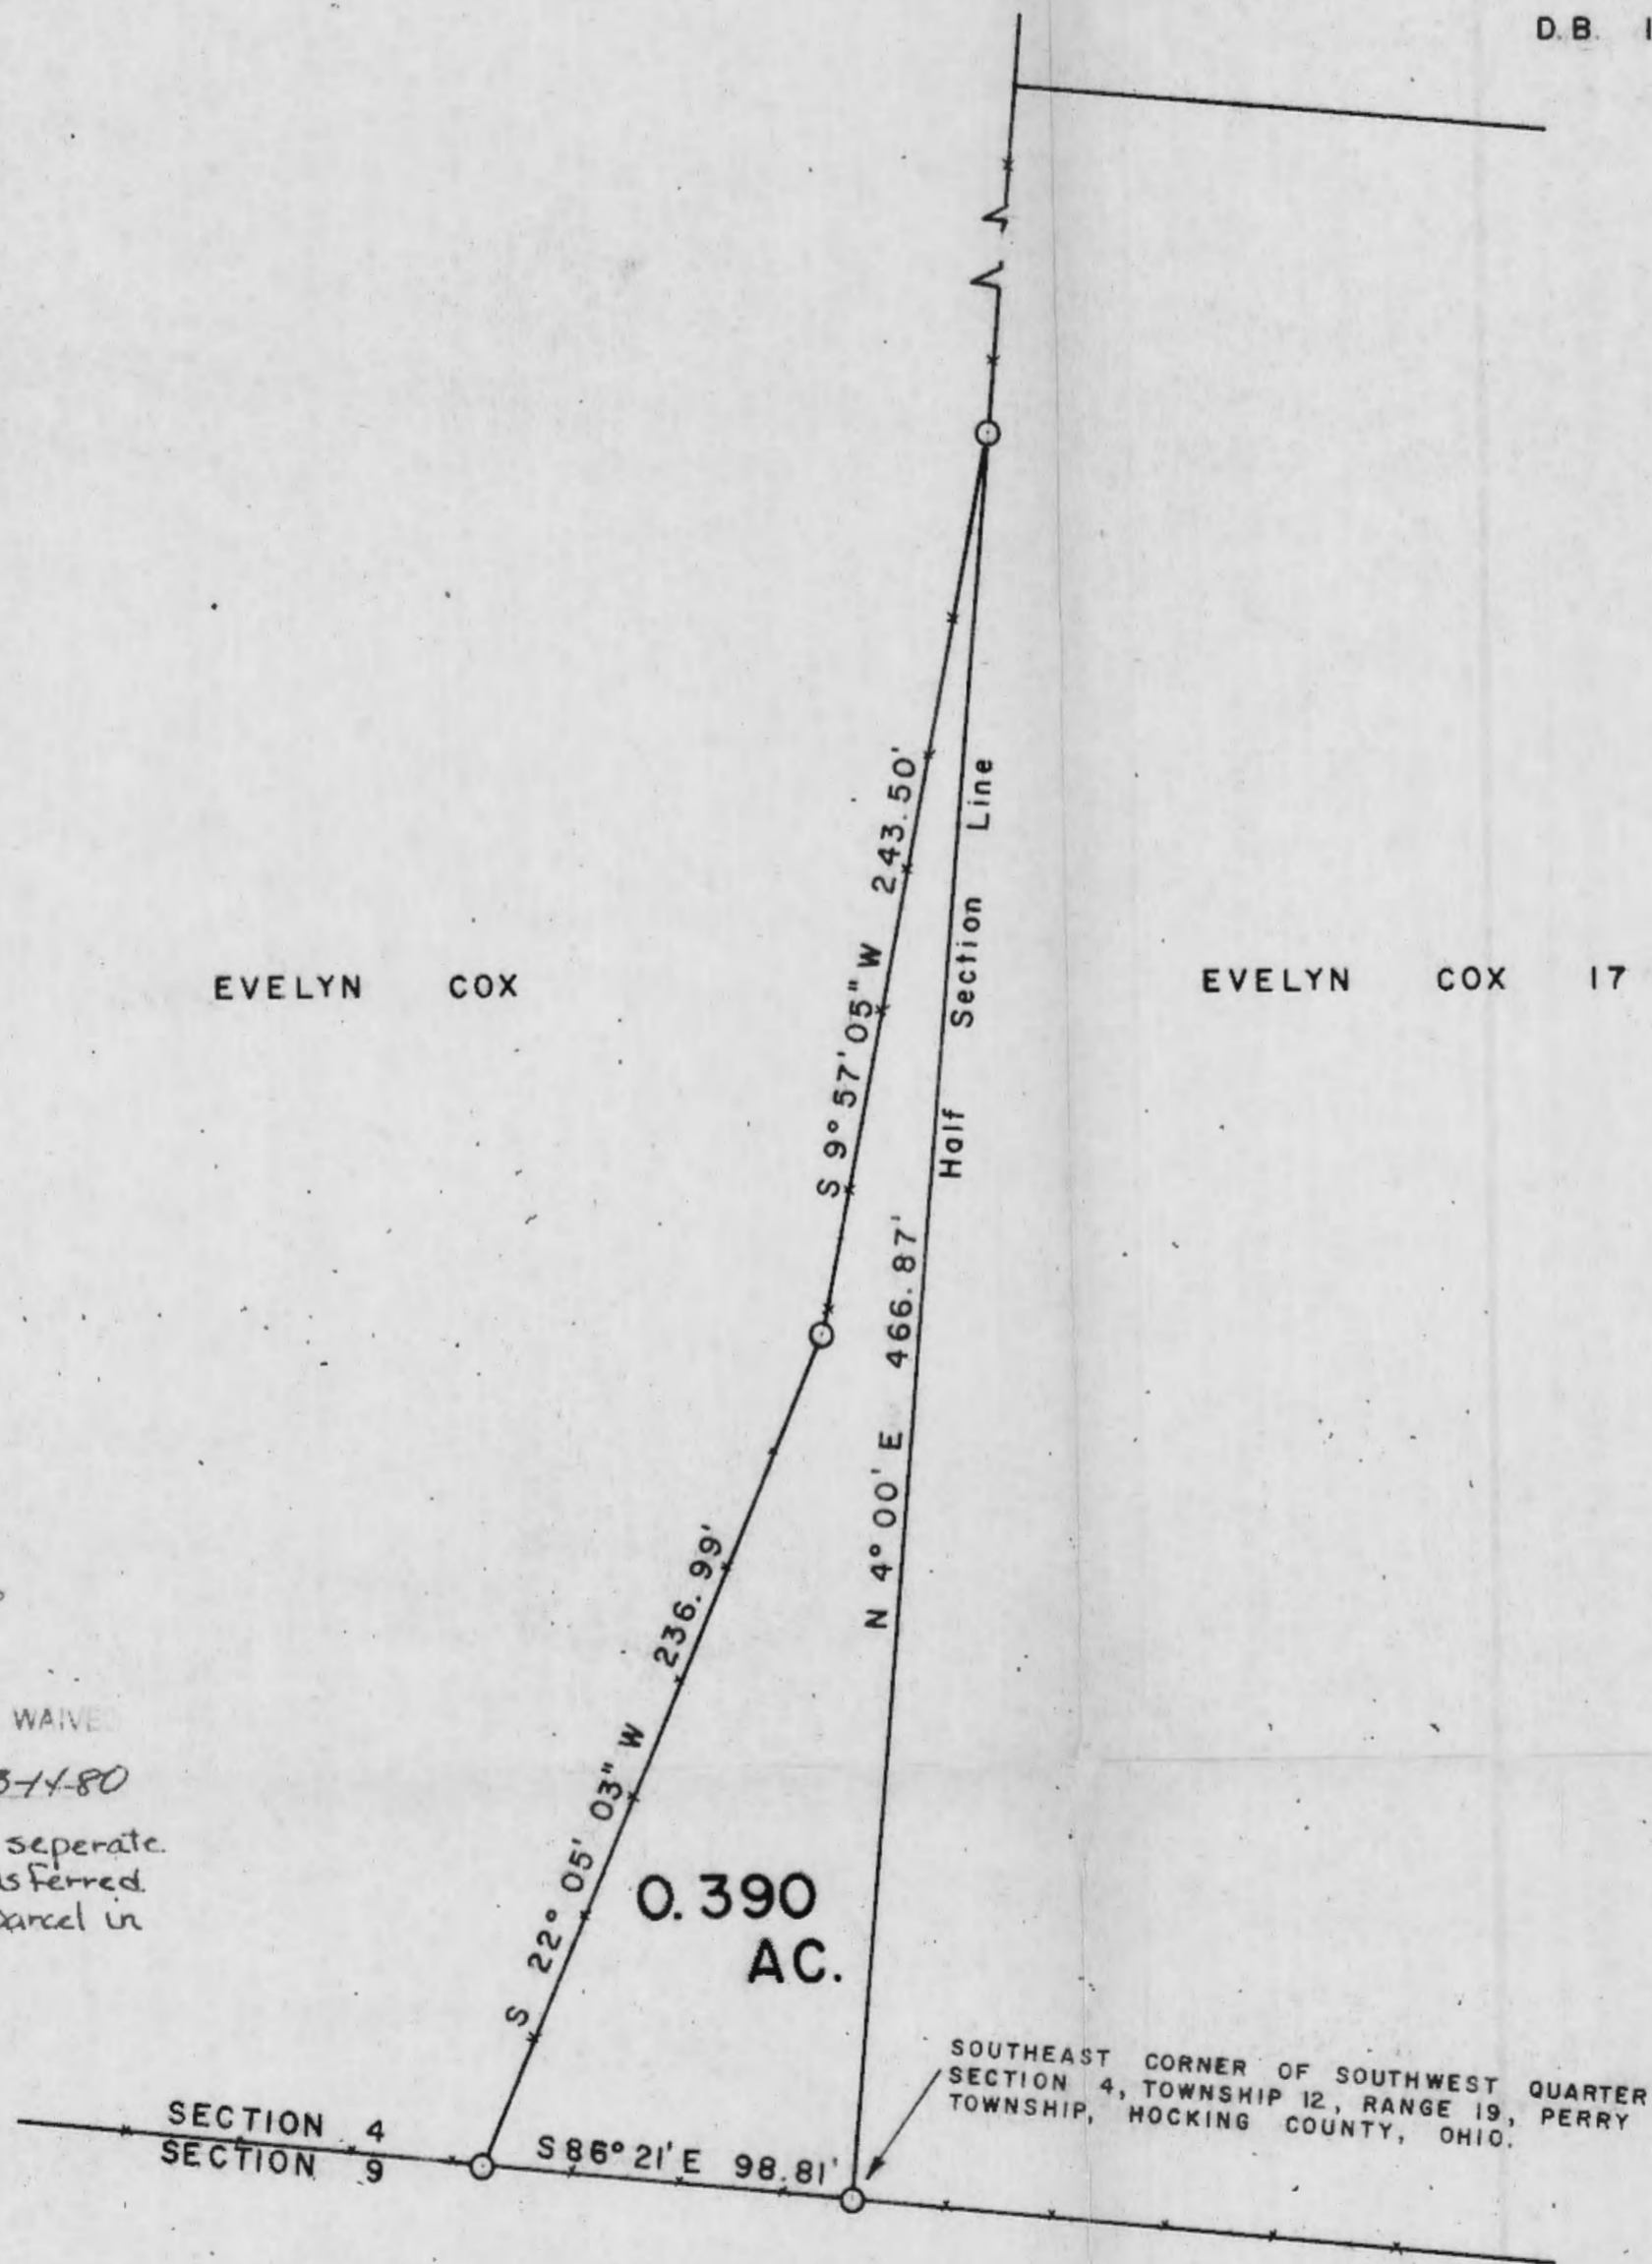 D. B. 1
EVELYN COX
EVELYN COX 17
S 9° 57' 05" W 243. 50'
Half Section Line
N 4° 00' E 466. 87'
S 22° 05' 03" W 236. 99'
WAIVED
3-14-80
seperate.
sferred.
parcel in
0. 390
AC.
SOUTHEAST CORNER OF SOUTHWEST QUARTER
SECTION 4, TOWNSHIP 12, RANGE 19, PERRY
TOWNSHIP, HOCKING COUNTY, OHIO.
SECTION 4
SECTION 9
S 86° 21' E 98. 81'